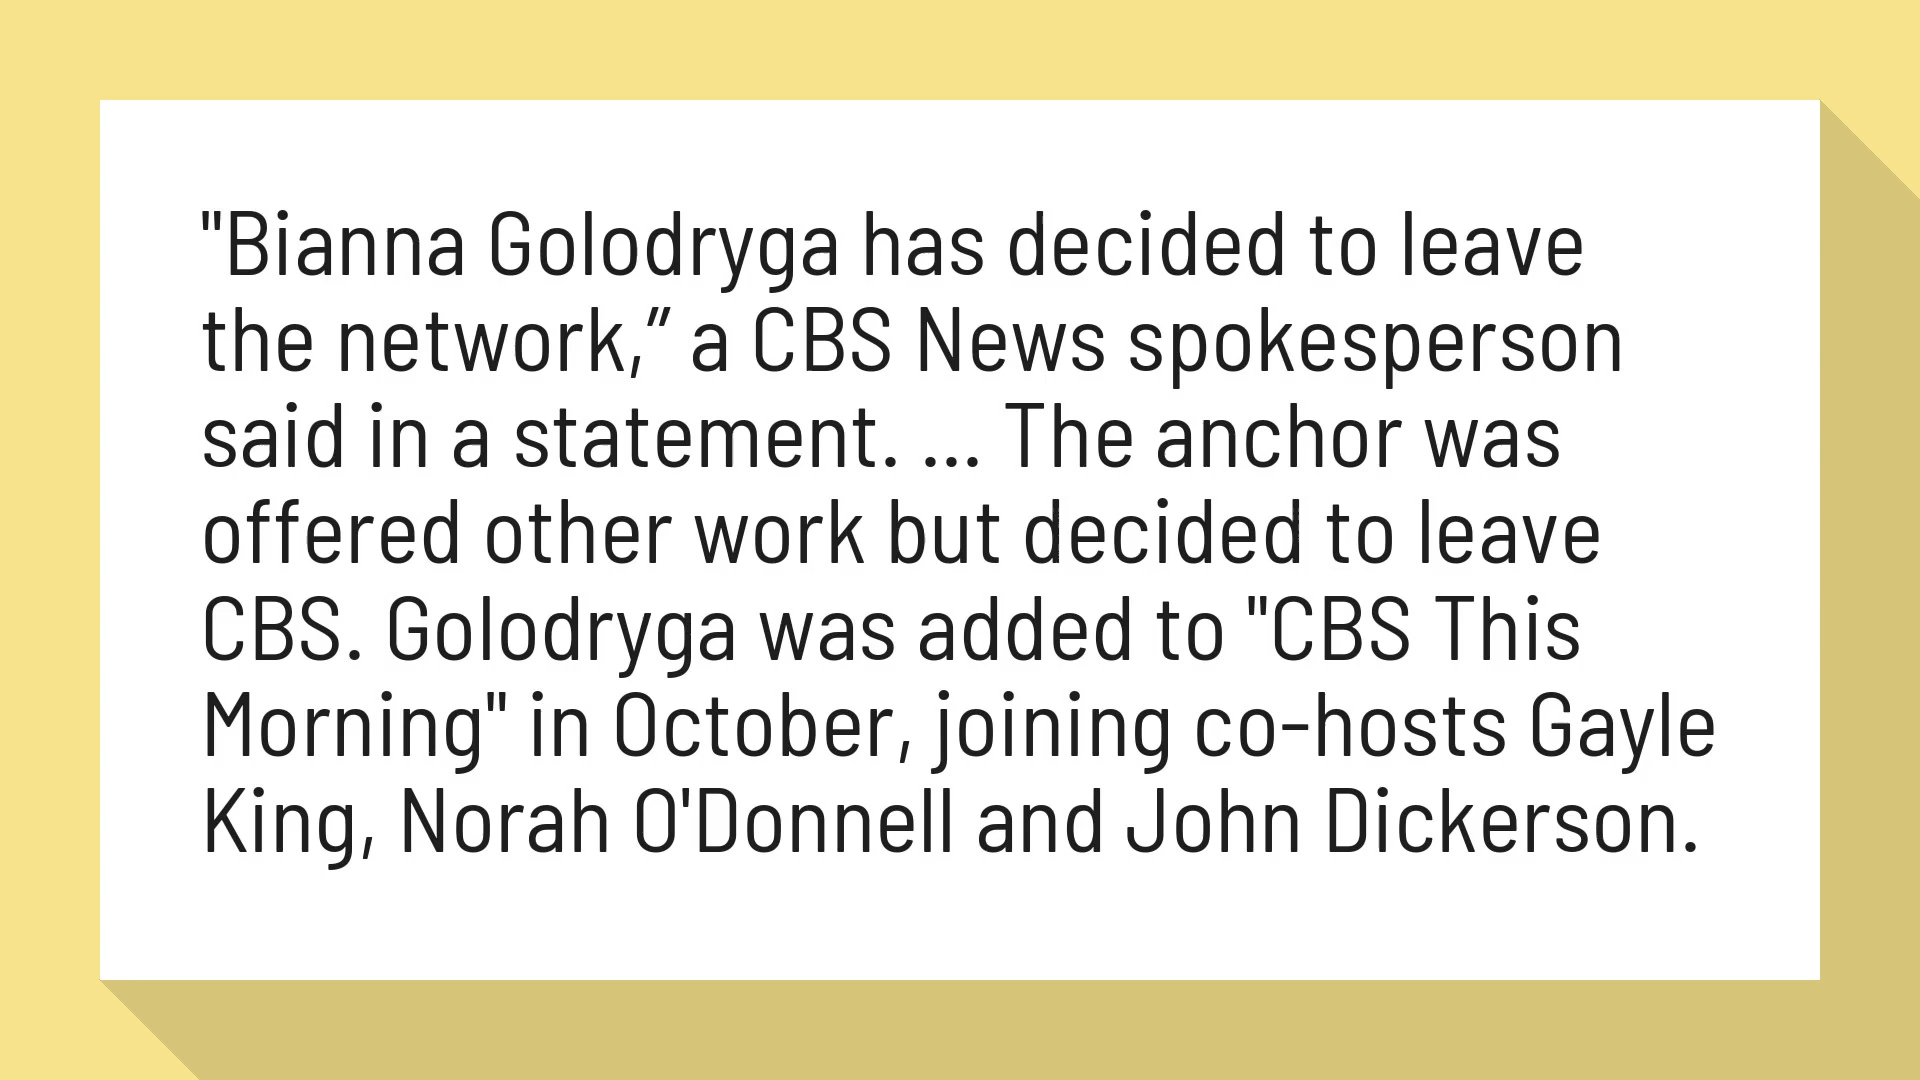 "Bianna Golodryga has decided to leave
the network,” a CBS News spokesperson
said in a statement. ... The anchor was
offered other work but decided to leave
CBS. Golodryga was added to "CBS This
Morning" in October, joining co-hosts Gayle
King, Norah O'Donnell and John Dickerson.